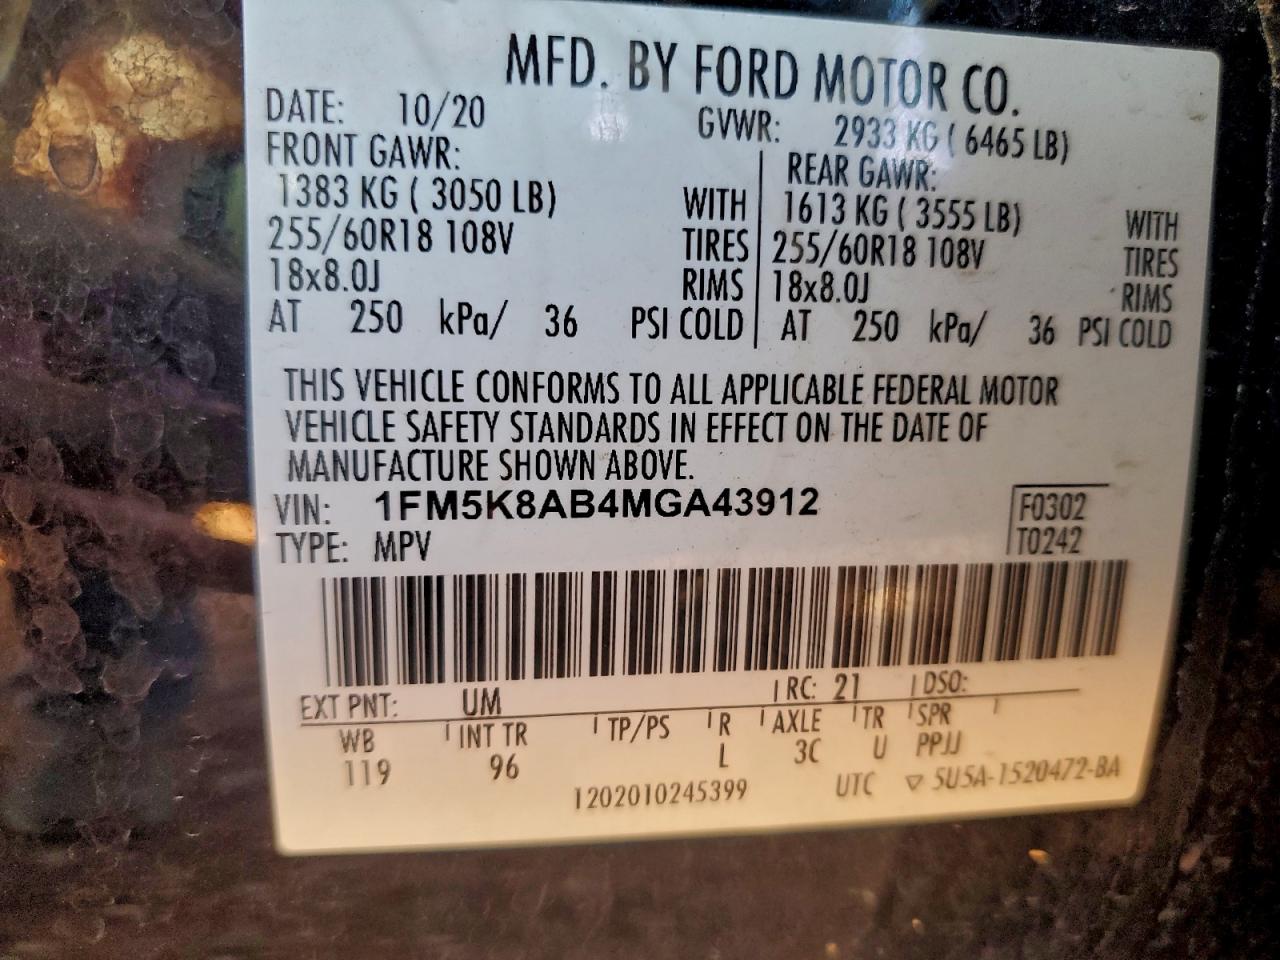 MFD. BY FORD MOTOR CO.
DATE: 10/20 GVWR: 2933 KG ( 6465 LB)
FRONT GAWR: REAR GAWR:
1383 KG ( 3050 LB) WITH 1613 KG ( 3555 LB) WITH
255/60R18 108V TIRES 255/60R18 108V TIRES
18x8.0J RIMS 18x8.0J RIMS
AT 250 kPa/ 36 PSI COLD AT 250 kPa/ 36 PSI COLD
THIS VEHICLE CONFORMS TO ALL APPLICABLE FEDERAL MOTOR
VEHICLE SAFETY STANDARDS IN EFFECT ON THE DATE OF
MANUFACTURE SHOWN ABOVE.
VIN: 1FM5K8AB4MGA43912 F0302
TYPE: MPV T0242
EXT PNT: UM RC: 21 DSO:
WB INT TR TP/PS R AXLE TR SPR
119 96 L 3C U PPJJ
1202010245399 UTC ▽ 5U5A-1520472-BA